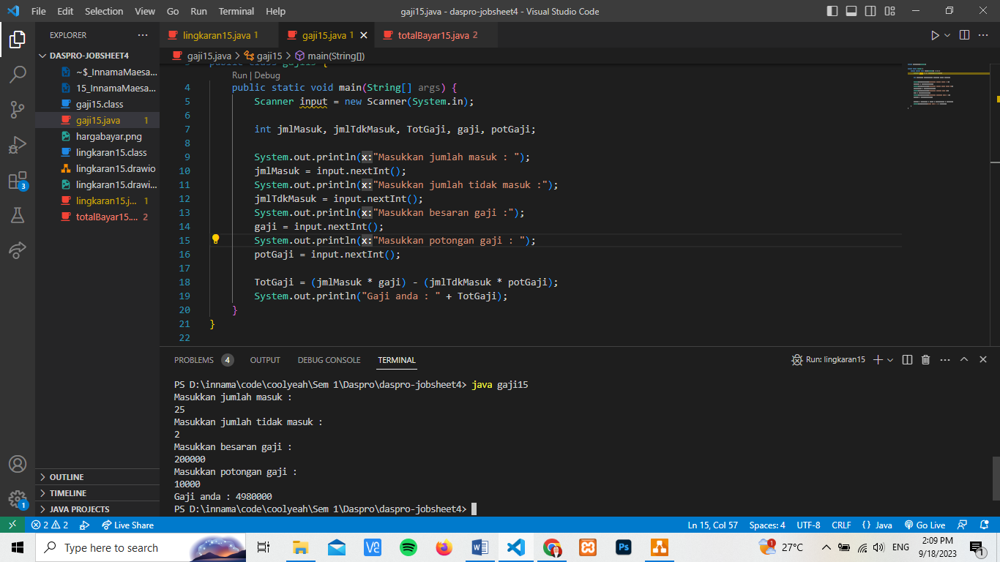 File Edit Selection View Go Run Terminal Help gaji15.java - daspro-jobsheet4 - Visual Studio Code
EXPLORER
lingkaran15.java 1 gaji15.java 1 totalBayar15.java 2
DASPRO-JOBSHEET4
~$_InnamaMaesa...
15_InnamaMaesa...
gaji15.class
gaji15.java 1
hargabayar.png
lingkaran15.class
lingkaran15.drawio
lingkaran15.drawi...
lingkaran15.j... 1
totalBayar15.... 2
OUTLINE
TIMELINE
JAVA PROJECTS
3
1
gaji15.java > gaji15 > main(String[])
3 public class gaji15 {
Run | Debug
4 public static void main(String[] args) {
5 Scanner input = new Scanner(System.in);
6
7 int jmlMasuk, jmlTdkMasuk, TotGaji, gaji, potGaji;
8
9 System.out.println(x:"Masukkan jumlah masuk : ");
10 jmlMasuk = input.nextInt();
11 System.out.println(x:"Masukkan jumlah tidak masuk :");
12 jmlTdkMasuk = input.nextInt();
13 System.out.println(x:"Masukkan besaran gaji :");
14 gaji = input.nextInt();
15 System.out.println(x:"Masukkan potongan gaji : ");
16 potGaji = input.nextInt();
17
18 TotGaji = (jmlMasuk * gaji) - (jmlTdkMasuk * potGaji);
19 System.out.println("Gaji anda : " + TotGaji);
20 }
21 }
22
PROBLEMS 4 OUTPUT DEBUG CONSOLE TERMINAL Run: lingkaran15
PS D:\innama\code\coolyeah\Sem 1\Daspro\daspro-jobsheet4> java gaji15
Masukkan jumlah masuk :
25
Masukkan jumlah tidak masuk :
2
Masukkan besaran gaji :
200000
Masukkan potongan gaji :
10000
Gaji anda : 4980000
PS D:\innama\code\coolyeah\Sem 1\Daspro\daspro-jobsheet4>
2 2 Live Share Ln 15, Col 57 Spaces: 4 UTF-8 CRLF {} Java Go Live
Type here to search VE W Ps 1 27°C ENG 2:09 PM 1
9/18/2023